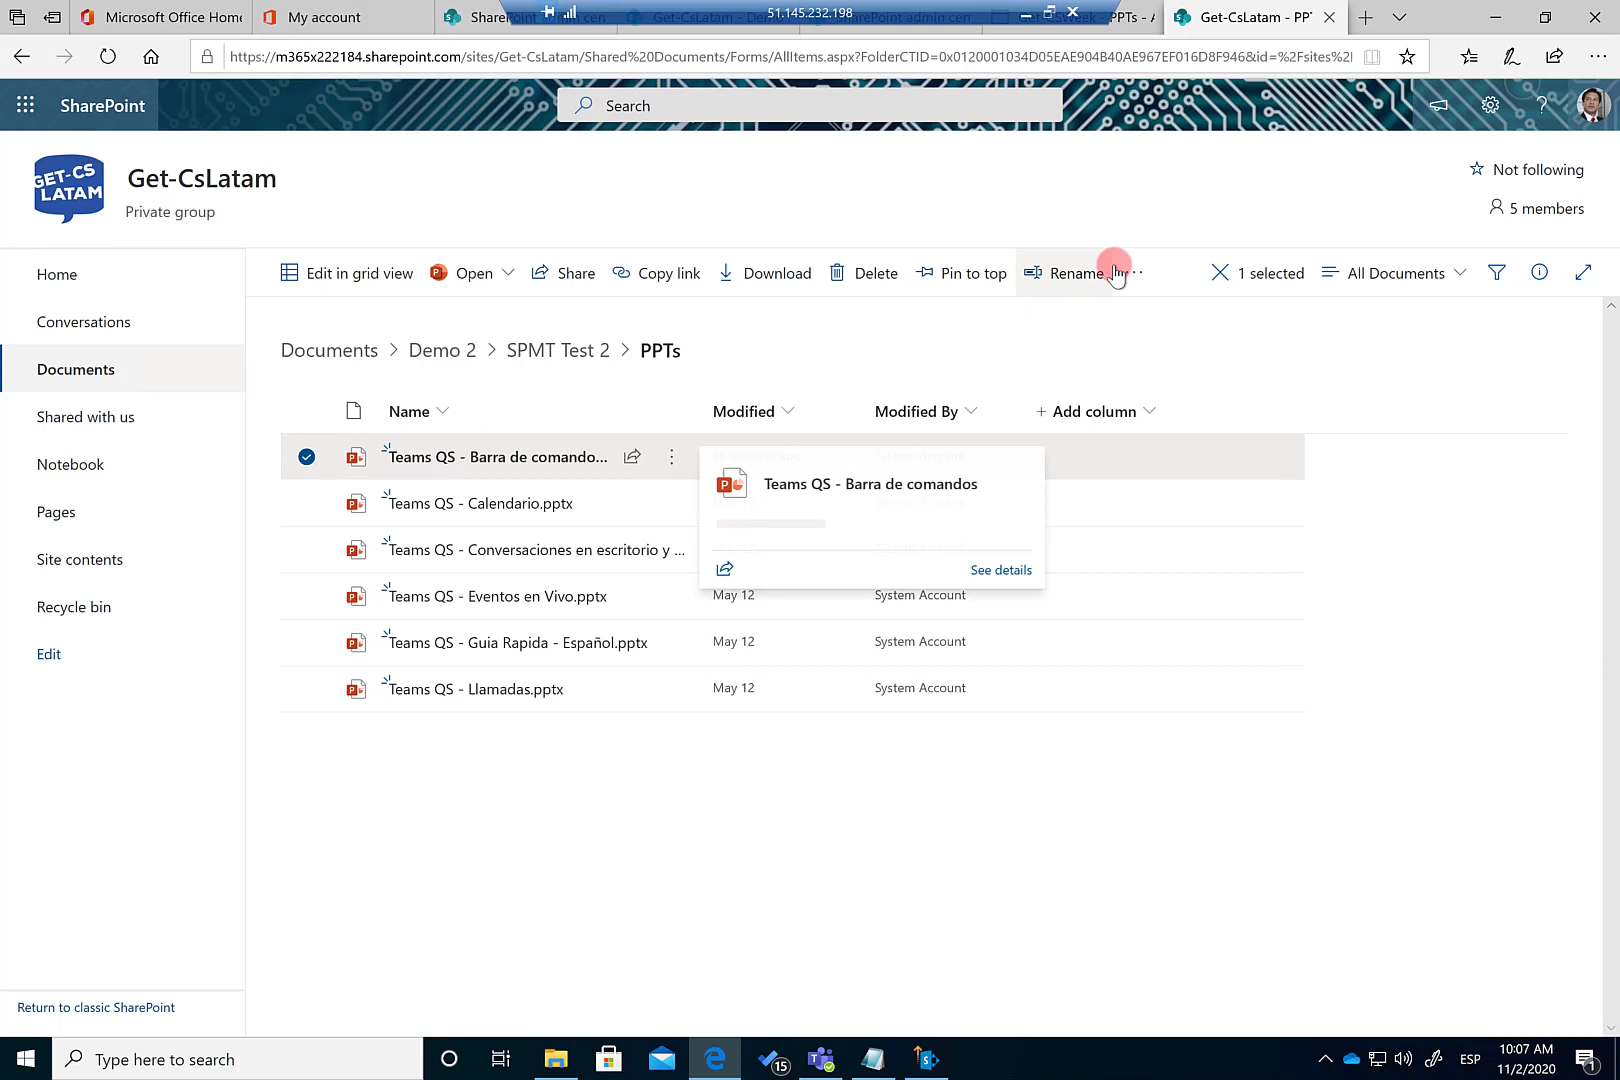 Microsoft Office Home
My account
SharePoint
51.145.232.198
PPTs - A
Get-CsLatam - PPT
https://m365x222184.sharepoint.com/sites/Get-CsLatam/Shared%20Documents/Forms/AllItems.aspx?FolderCTID=0x0120001034D05EAE904B40AE967EF016D8F946&id=%2Fsites%2F
SharePoint
Search
GET-CS
LATAM
Get-CsLatam
Private group
Not following
5 members
Home
Conversations
Documents
Shared with us
Notebook
Pages
Site contents
Recycle bin
Edit
Return to classic SharePoint
Edit in grid view
Open
Share
Copy link
Download
Delete
Pin to top
Rename
1 selected
All Documents
Documents > Demo 2 > SPMT Test 2 > PPTs
Name
Modified
Modified By
+ Add column
Teams QS - Barra de comando...
Teams QS - Calendario.pptx
Teams QS - Conversaciones en escritorio y ...
Teams QS - Barra de comandos
See details
Teams QS - Eventos en Vivo.pptx
May 12
System Account
Teams QS - Guia Rapida - Español.pptx
May 12
System Account
Teams QS - Llamadas.pptx
May 12
System Account
Type here to search
15
ESP
10:07 AM
11/2/2020
1